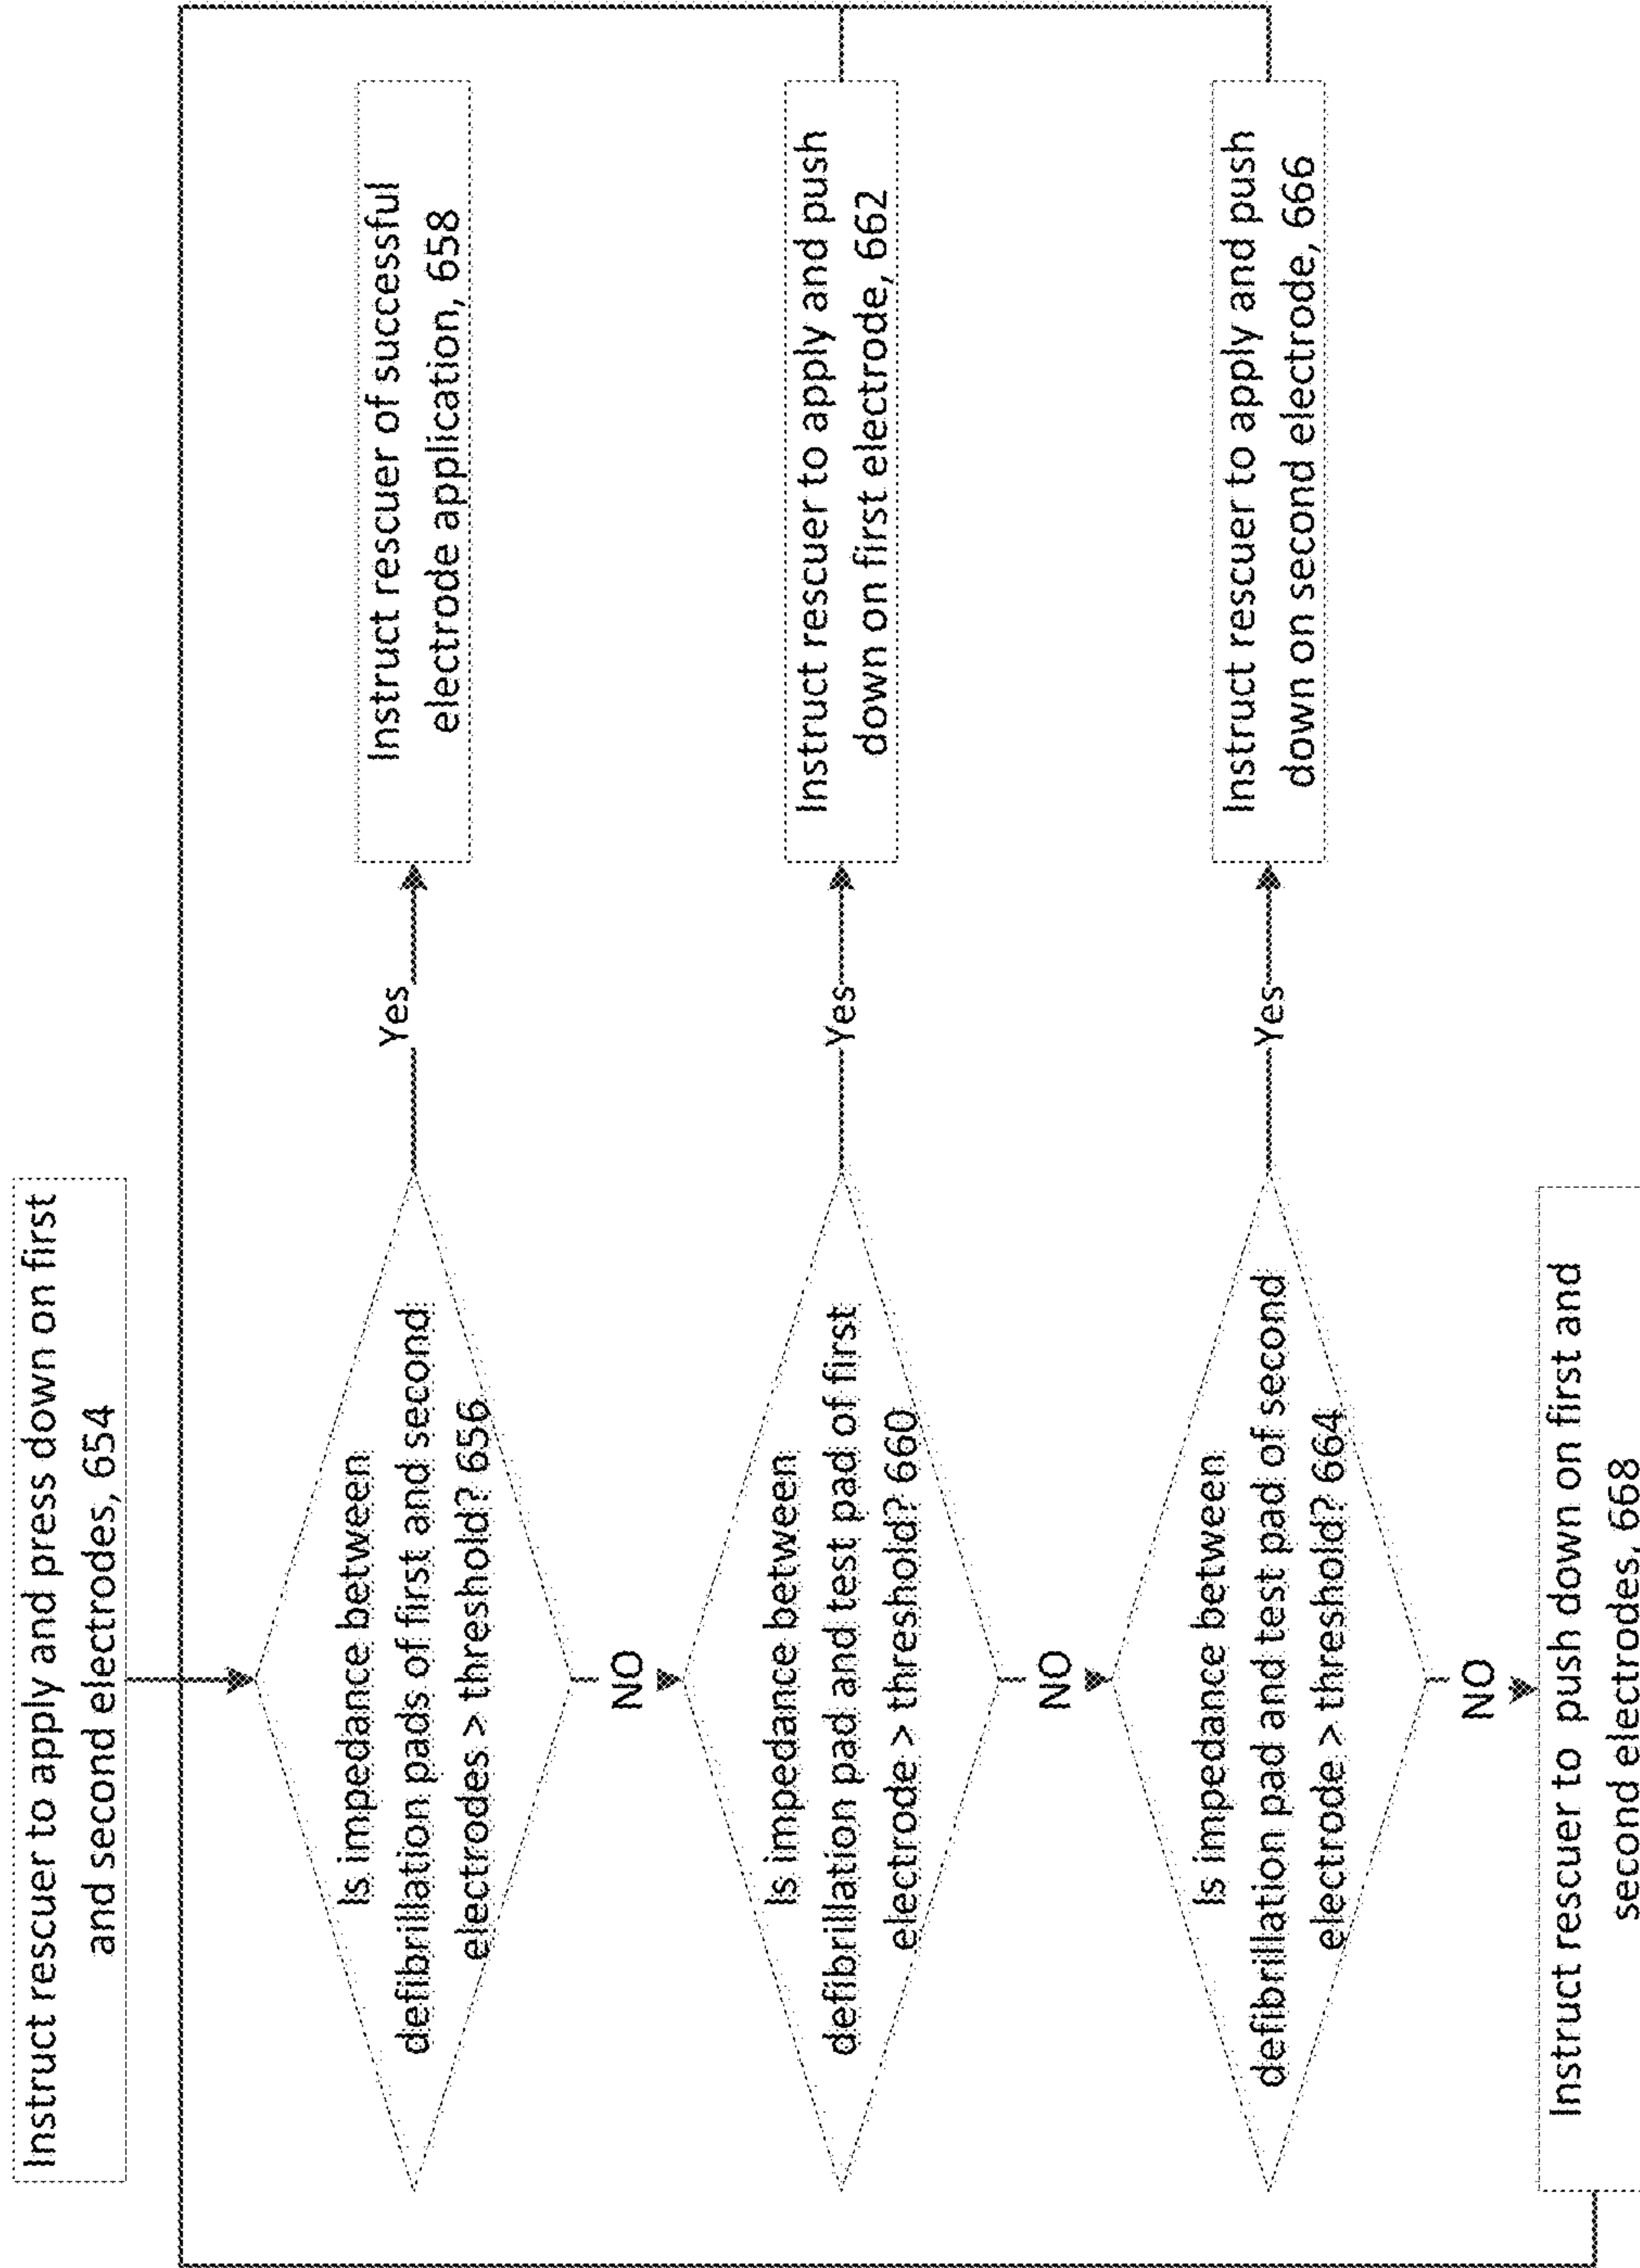 Instruct rescuer to apply and press down on first
and second electrodes, 654
Is impedance between
defibrillation pads of first and second
electrodes > threshold? 656
Yes
Instruct rescuer of successful
electrode application, 658
NO
Is impedance between
defibrillation pad and test pad of first
electrode > threshold? 660
Yes
Instruct rescuer to apply and push
down on first electrode, 662
NO
Is impedance between
defibrillation pad and test pad of second
electrode > threshold? 664
Yes
Instruct rescuer to apply and push
down on second electrode, 666
NO
Instruct rescuer to push down on first and
second electrodes, 668